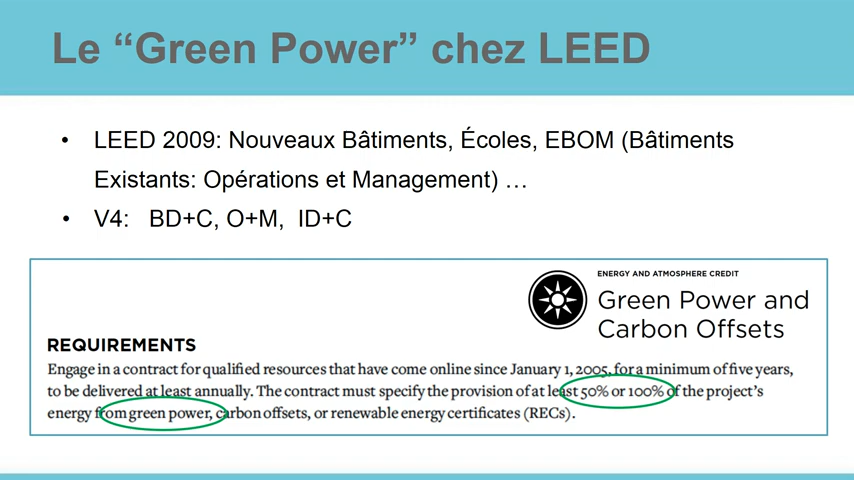 Le “Green Power” chez LEED
• LEED 2009: Nouveaux Bâtiments, Écoles, EBOM (Bâtiments
Existants: Opérations et Management) …
• V4: BD+C, O+M, ID+C
ENERGY AND ATMOSPHERE CREDIT
Green Power and
Carbon Offsets
REQUIREMENTS
Engage in a contract for qualified resources that have come online since January 1, 2005, for a minimum of five years,
to be delivered at least annually. The contract must specify the provision of at least 50% or 100% of the project’s
energy from green power, carbon offsets, or renewable energy certificates (RECs).